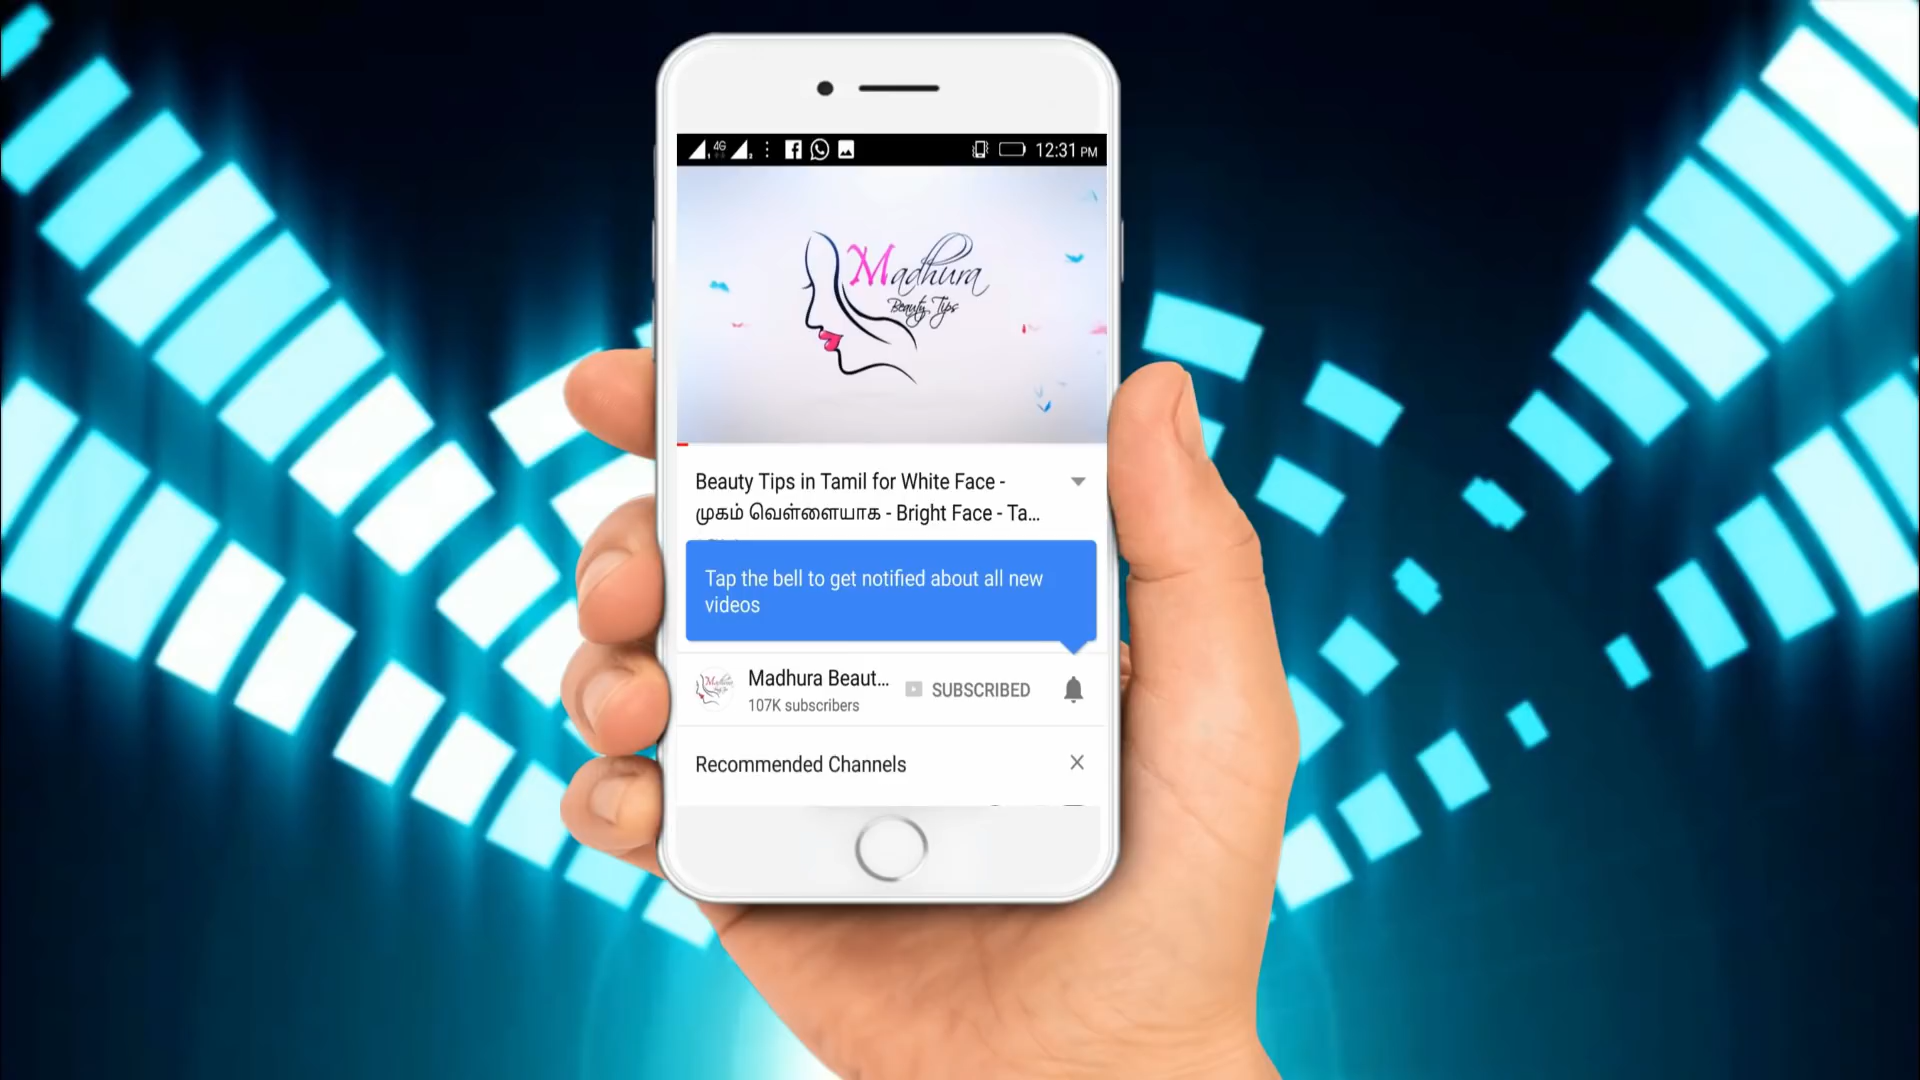 4G
12:31 PM
Madhura
Beauty Tips
Beauty Tips in Tamil for White Face -
முகம் வெள்ளையாக - Bright Face - Ta...
Tap the bell to get notified about all new
videos
Madhura Beaut...
SUBSCRIBED
107K subscribers
Recommended Channels